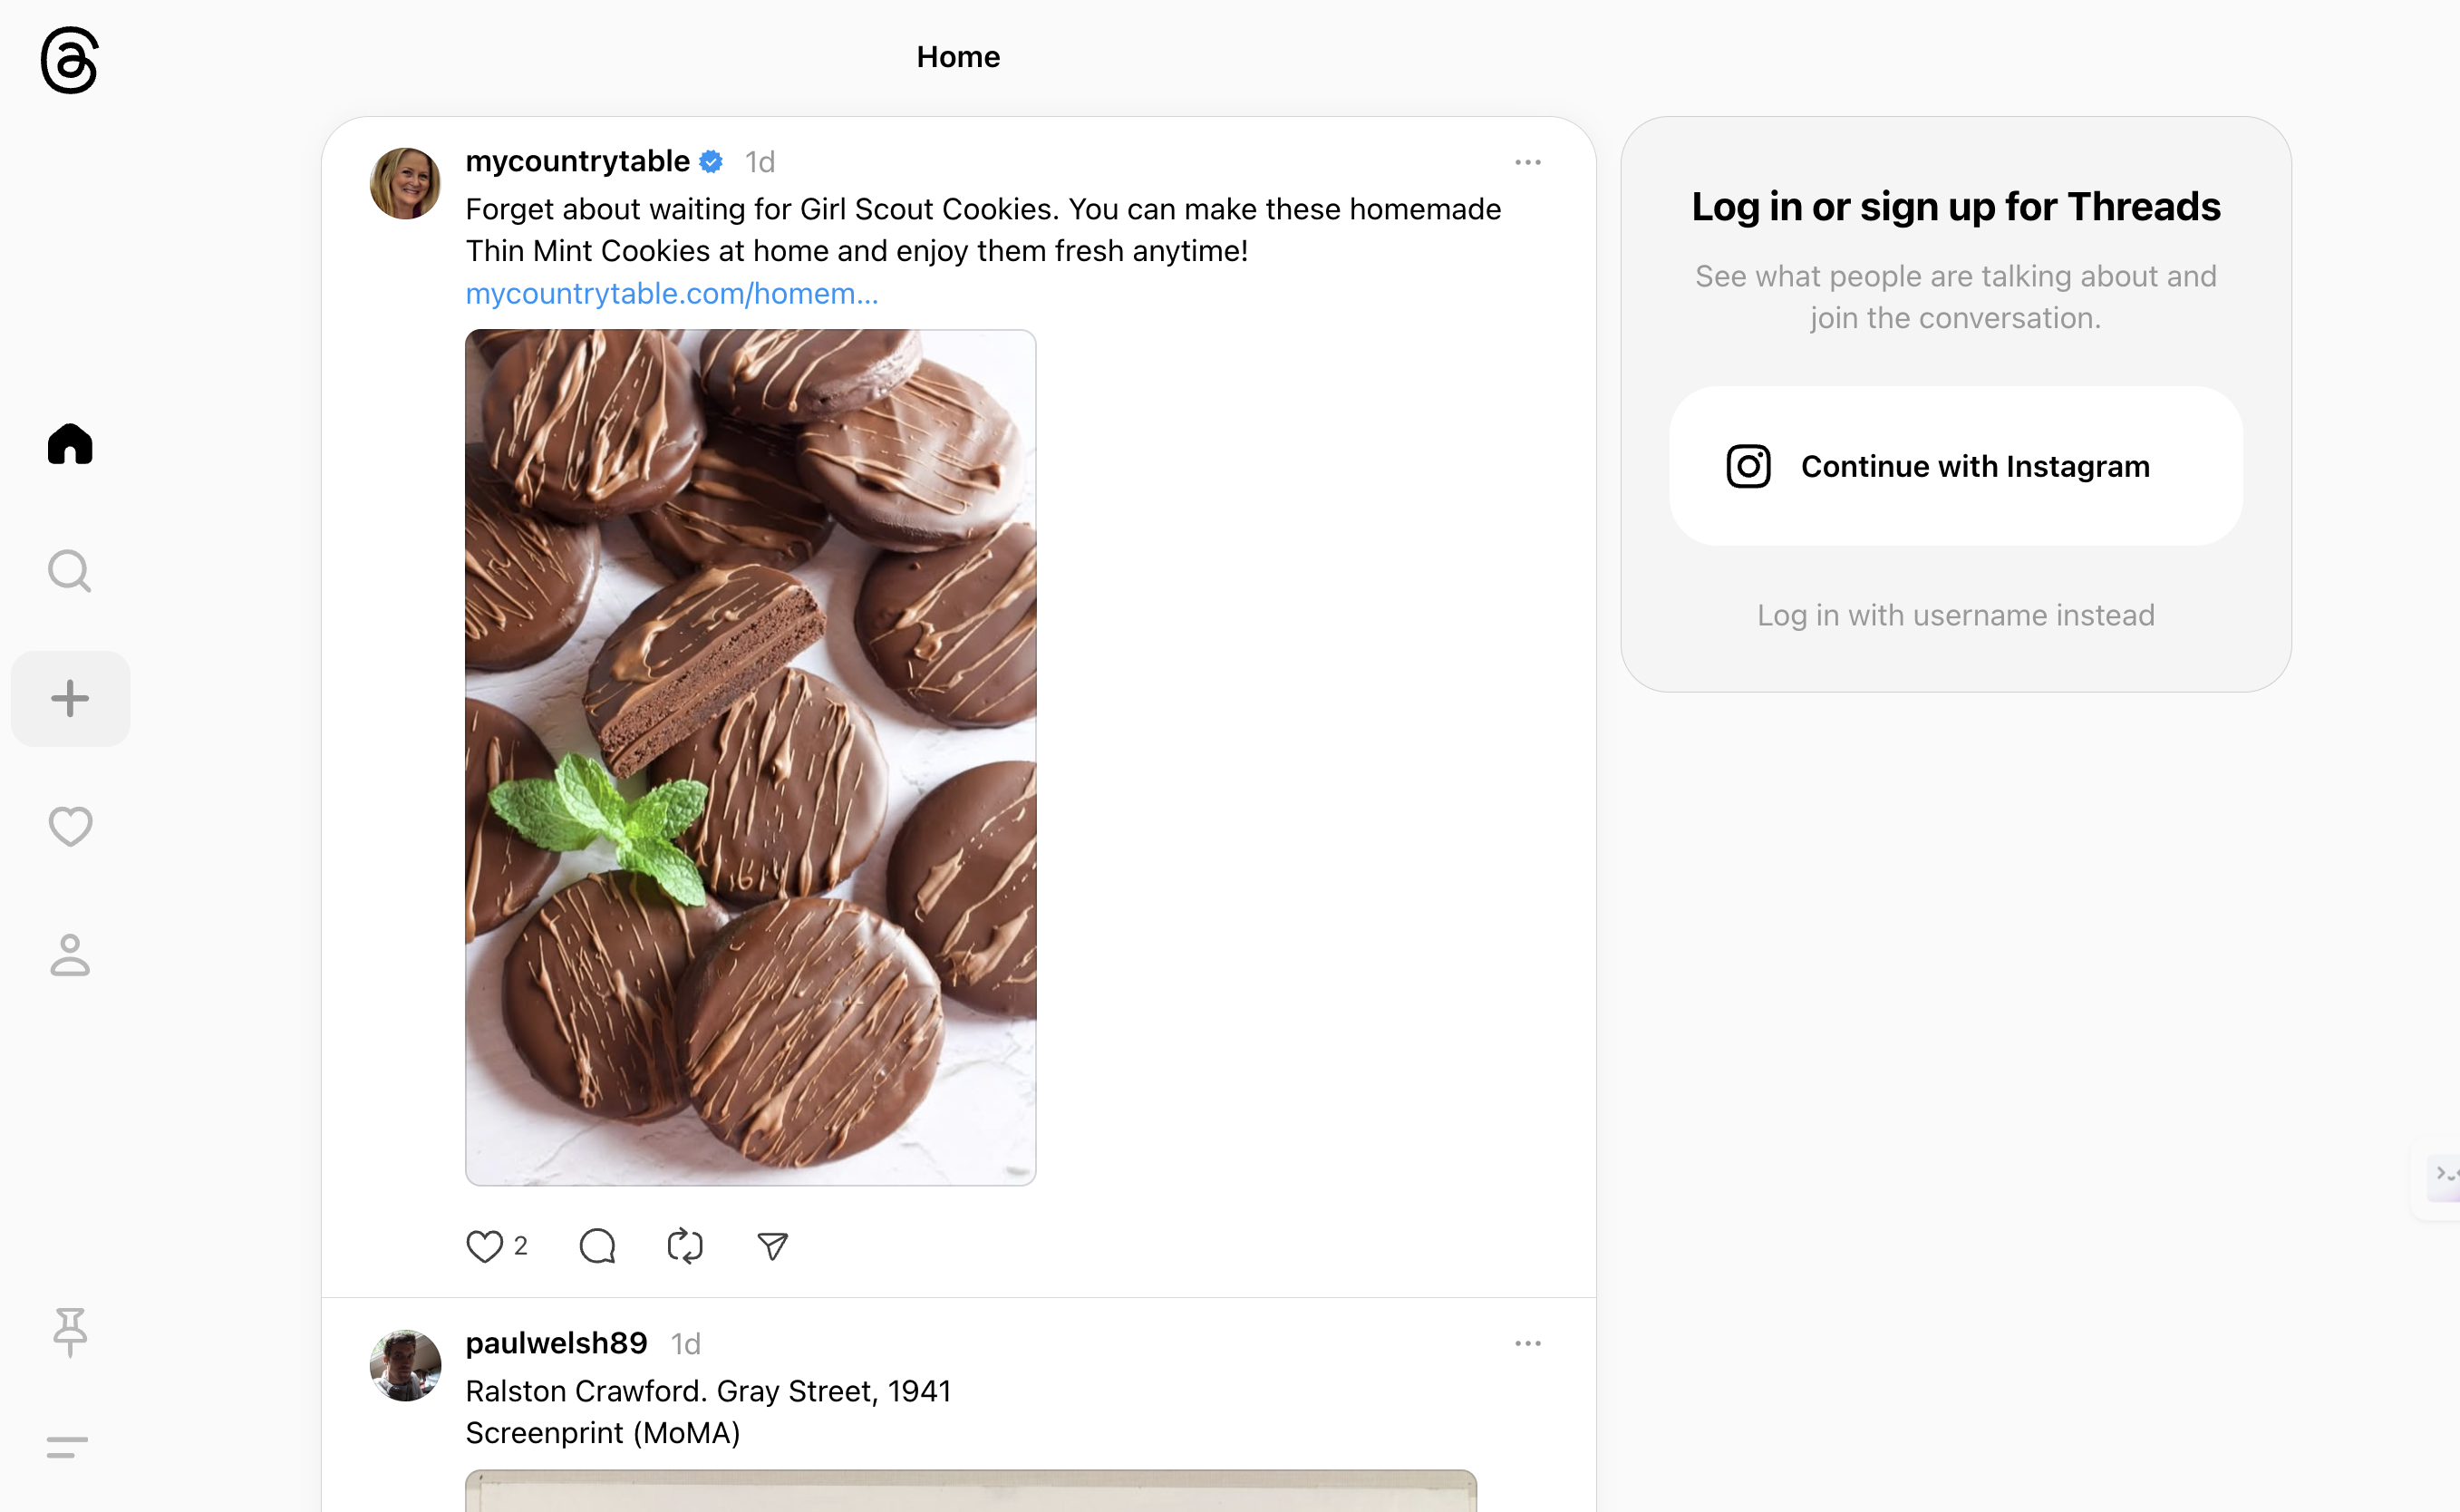 Home
mycountrytable 1d
Forget about waiting for Girl Scout Cookies. You can make these homemade
Thin Mint Cookies at home and enjoy them fresh anytime!
mycountrytable.com/homem...
2
paulwelsh89 1d
Ralston Crawford. Gray Street, 1941
Screenprint (MoMA)
Log in or sign up for Threads
See what people are talking about and
join the conversation.
Continue with Instagram
Log in with username instead